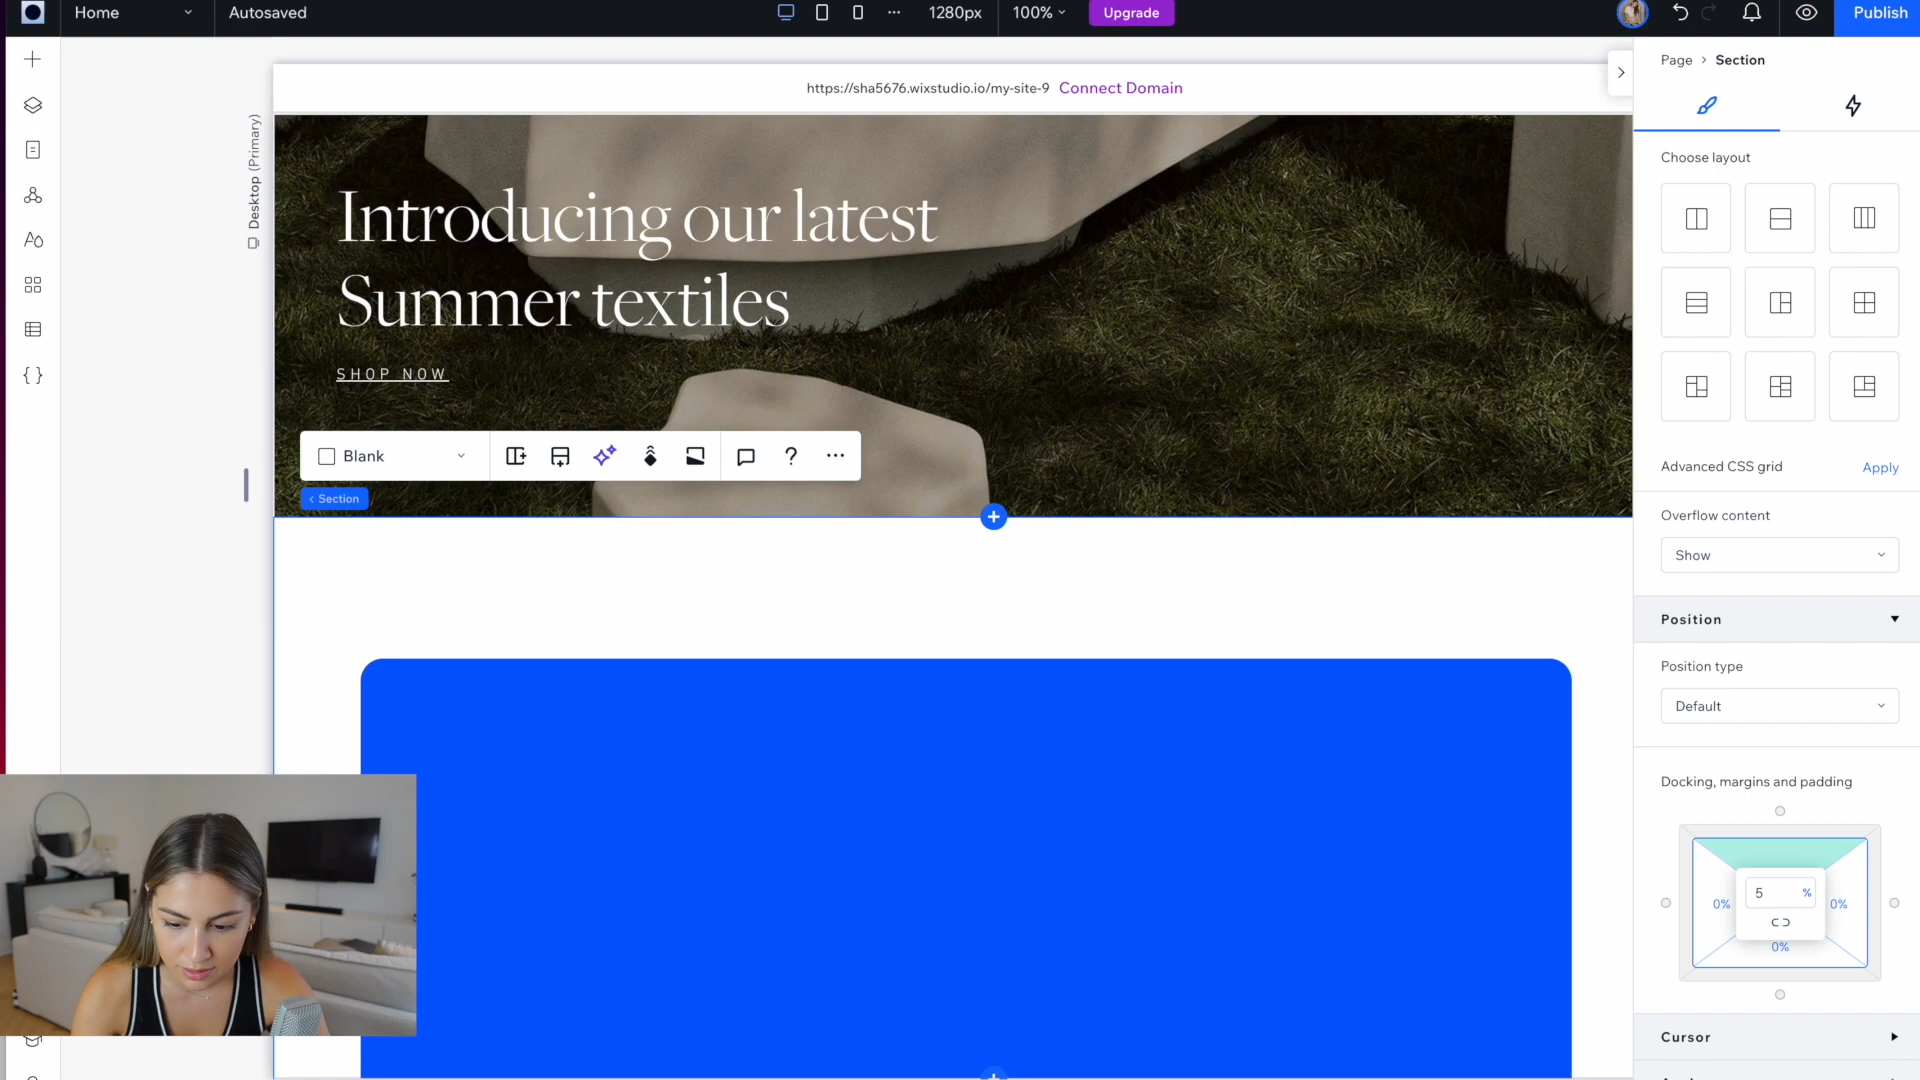 Home
Autosaved
1280px
100%
Upgrade
Publish
https://sha5676.wixstudio.io/my-site-9 Connect Domain
Desktop (Primary)
Introducing our latest
Summer textiles
SHOP NOW
Blank
?
< Section
Page > Section
Choose layout
Advanced CSS grid Apply
Overflow content
Show
Position
Position type
Default
Docking, margins and padding
5 %
0%
0%
0%
Cursor